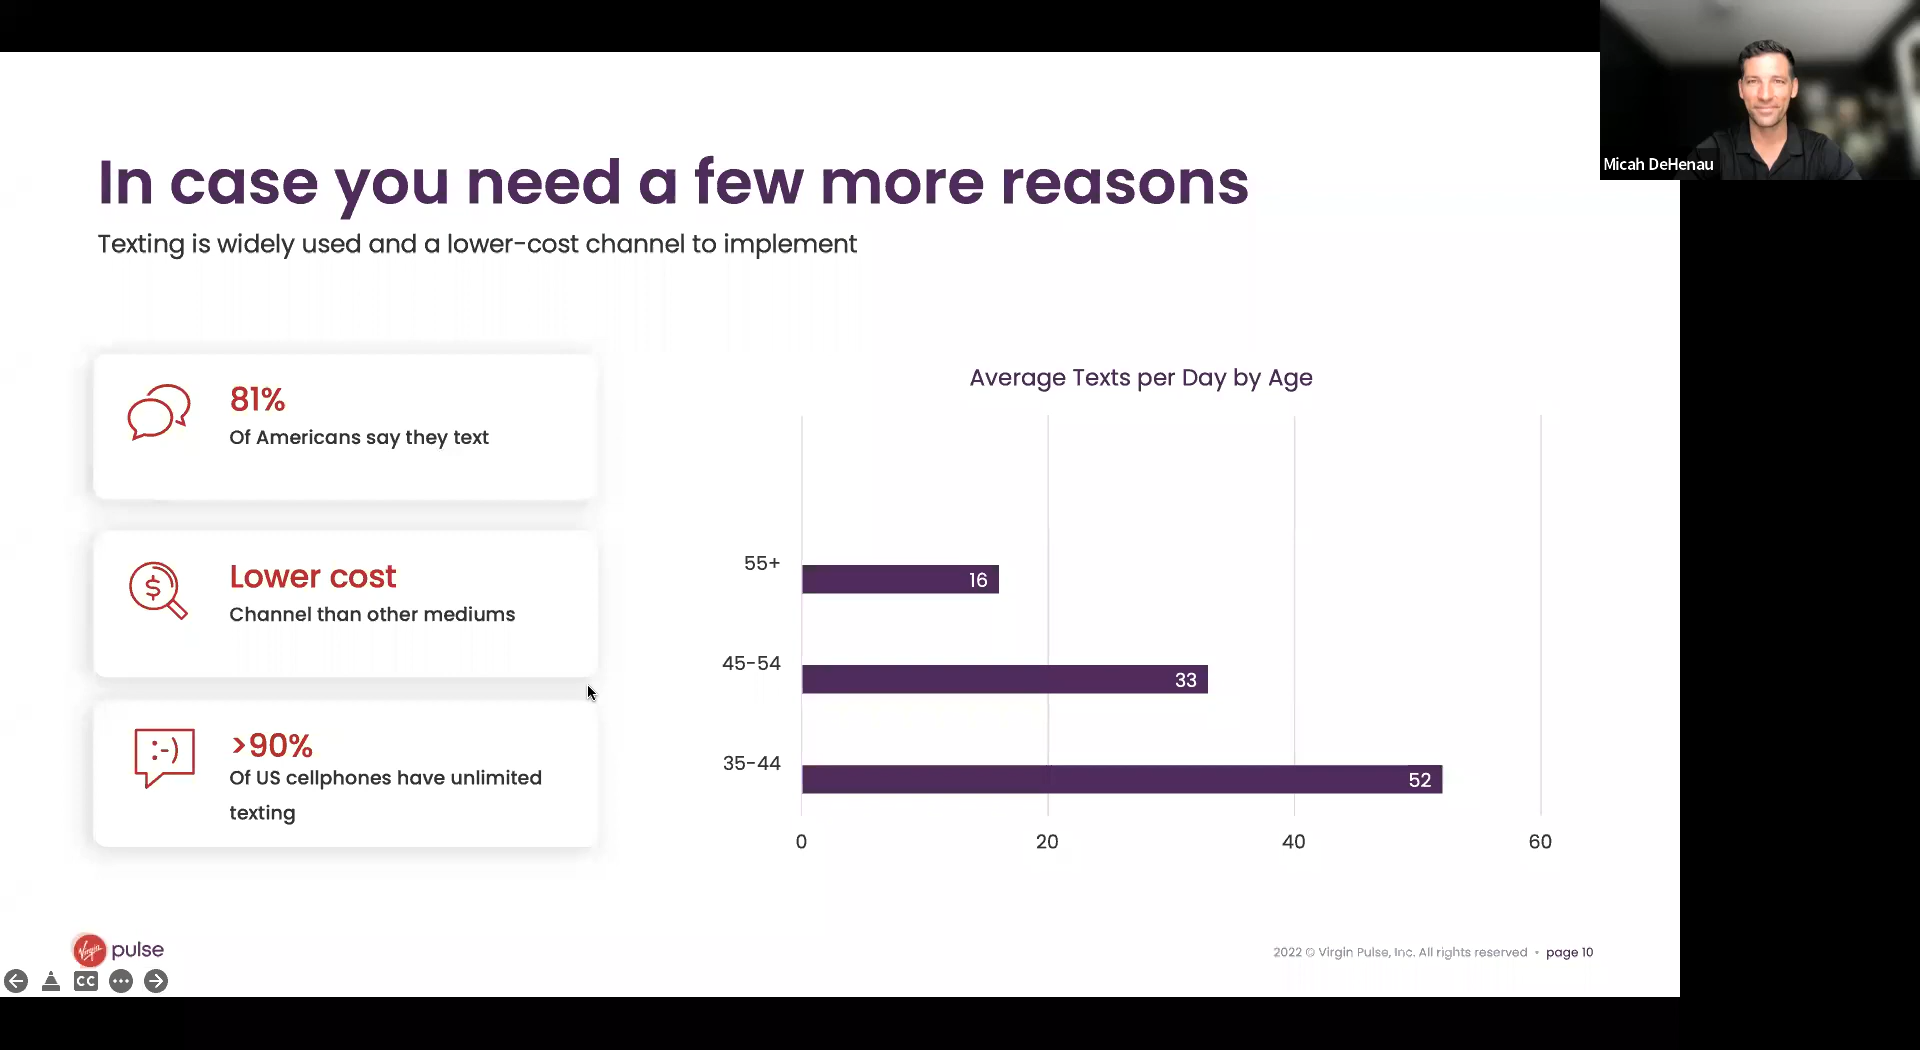 In case you need a few more reasons
Texting is widely used and a lower-cost channel to implement
Micah DeHenau
81%
Of Americans say they text
$
Lower cost
Channel than other mediums
:-)
>90%
Of US cellphones have unlimited
texting
Average Texts per Day by Age
55+
16
45-54
33
35-44
52
0
20
40
60
Virgin pulse
2022 © Virgin Pulse, Inc. All rights reserved • page 10
CC